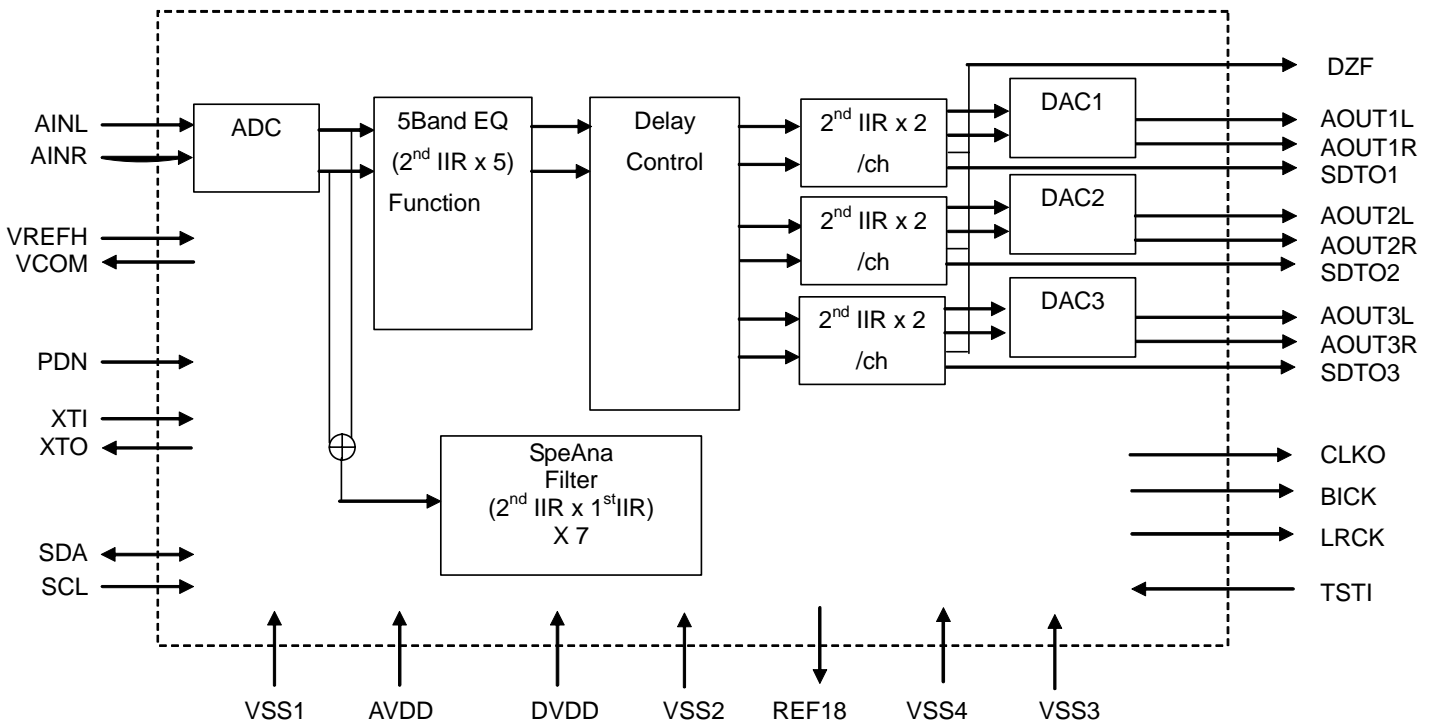 DZF
AINL
AINR
ADC
5Band EQ
(2nd IIR x 5)
Function
Delay
Control
2nd IIR x 2
/ch
DAC1
AOUT1L
AOUT1R
SDTO1
VREFH
VCOM
2nd IIR x 2
/ch
DAC2
AOUT2L
AOUT2R
SDTO2
2nd IIR x 2
/ch
DAC3
AOUT3L
AOUT3R
SDTO3
PDN
XTI
XTO
SpeAna
Filter
(2nd IIR x 1stIIR)
X 7
CLKO
BICK
LRCK
TSTI
SDA
SCL
VSS1
AVDD
DVDD
VSS2
REF18
VSS4
VSS3